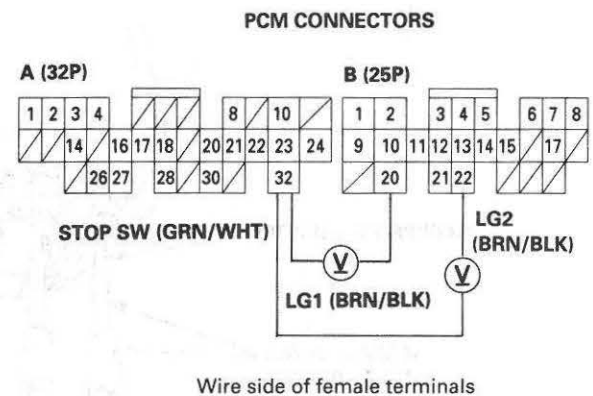 PCM CONNECTORS
A (32P)
B (25P)
1 2 3 4 8 10
14 16 17 18 20 21 22 23 24
26 27 28 30 32
1 2 3 4 5 6 7 8
9 10 11 12 13 14 15 17
20 21 22
STOP SW (GRN/WHT)
V
LG1 (BRN/BLK)
LG2
(BRN/BLK)
V
Wire side of female terminals